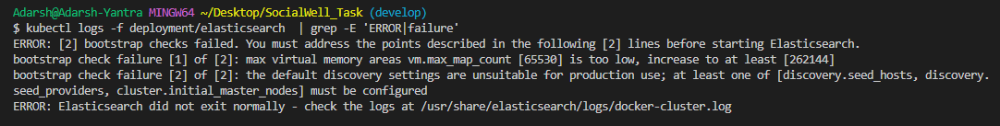 Adarsh@Adarsh-Yantra MINGW64 ~/Desktop/SocialWell_Task (develop)
$ kubectl logs -f deployment/elasticsearch  | grep -E 'ERROR|failure'
ERROR: [2] bootstrap checks failed. You must address the points described in the following [2] lines before starting Elasticsearch.
bootstrap check failure [1] of [2]: max virtual memory areas vm.max_map_count [65530] is too low, increase to at least [262144]
bootstrap check failure [2] of [2]: the default discovery settings are unsuitable for production use; at least one of [discovery.seed_hosts, discovery.
seed_providers, cluster.initial_master_nodes] must be configured
ERROR: Elasticsearch did not exit normally - check the logs at /usr/share/elasticsearch/logs/docker-cluster.log